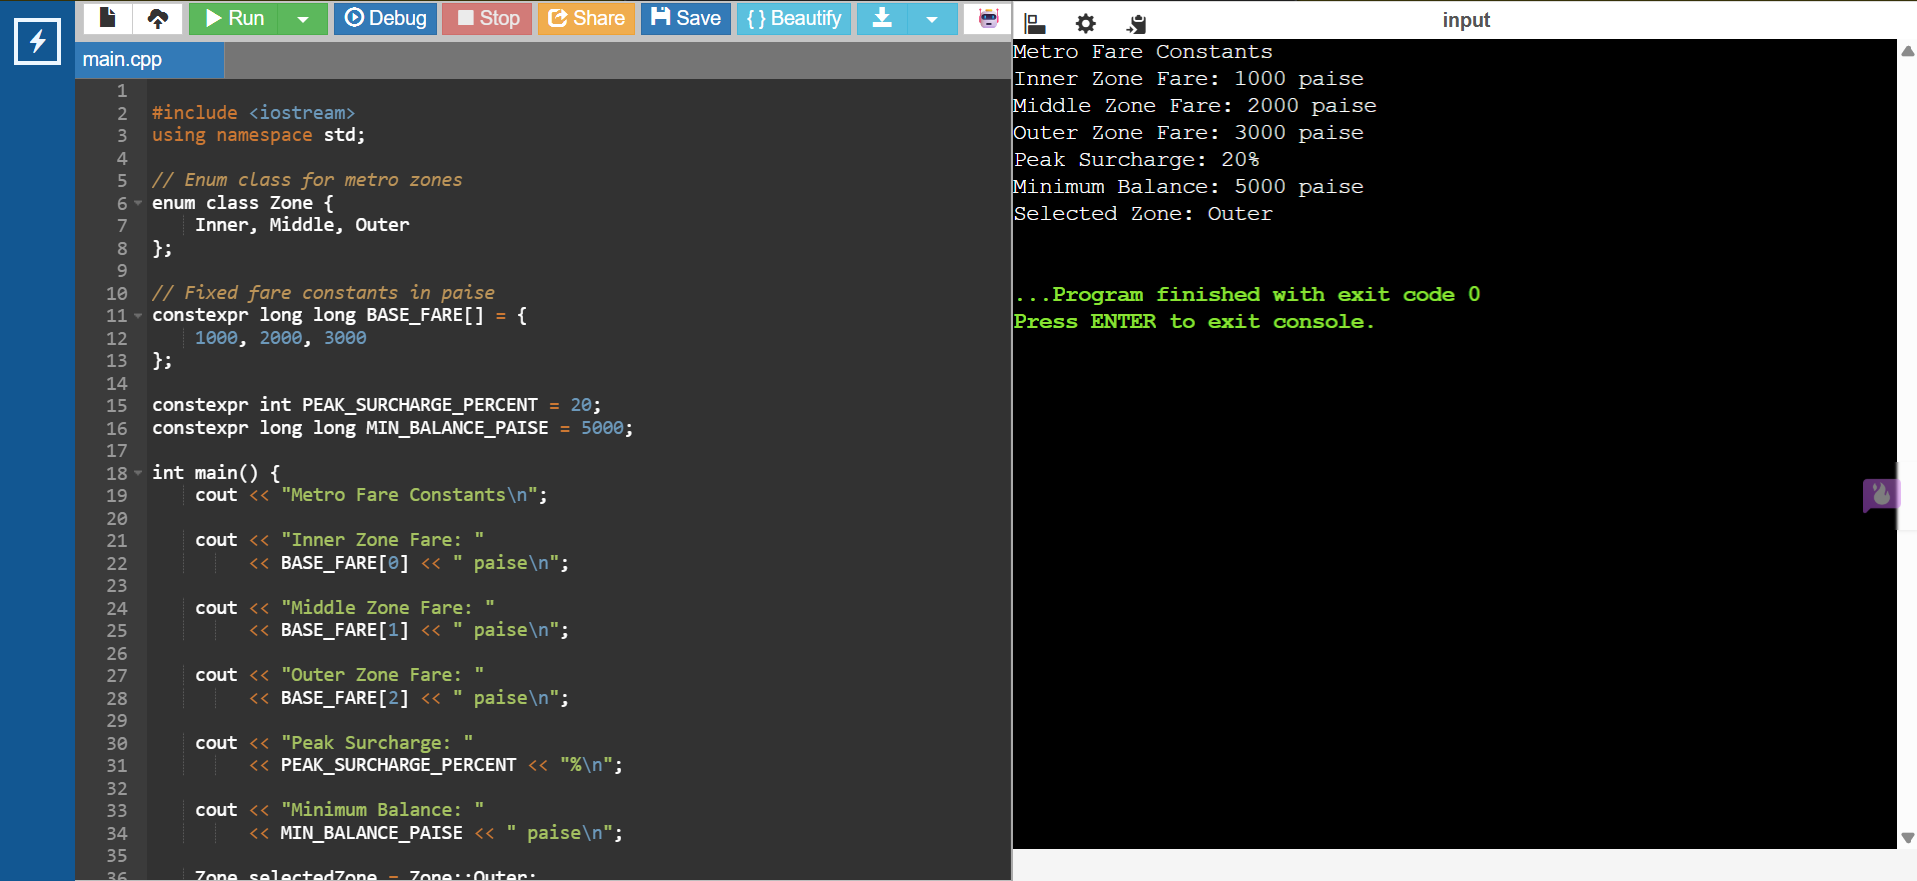 Run
Debug
Stop
Share
Save
{ } Beautify
input
main.cpp
1
2 #include <iostream>
3 using namespace std;
4
5 // Enum class for metro zones
6 enum class Zone {
7 Inner, Middle, Outer
8 };
9
10 // Fixed fare constants in paise
11 constexpr long long BASE_FARE[] = {
12 1000, 2000, 3000
13 };
14
15 constexpr int PEAK_SURCHARGE_PERCENT = 20;
16 constexpr long long MIN_BALANCE_PAISE = 5000;
17
18 int main() {
19 cout << "Metro Fare Constants\n";
20
21 cout << "Inner Zone Fare: "
22 << BASE_FARE[0] << " paise\n";
23
24 cout << "Middle Zone Fare: "
25 << BASE_FARE[1] << " paise\n";
26
27 cout << "Outer Zone Fare: "
28 << BASE_FARE[2] << " paise\n";
29
30 cout << "Peak Surcharge: "
31 << PEAK_SURCHARGE_PERCENT << "%\n";
32
33 cout << "Minimum Balance: "
34 << MIN_BALANCE_PAISE << " paise\n";
35
36 Zone selectedZone = Zone::Outer;
Metro Fare Constants
Inner Zone Fare: 1000 paise
Middle Zone Fare: 2000 paise
Outer Zone Fare: 3000 paise
Peak Surcharge: 20%
Minimum Balance: 5000 paise
Selected Zone: Outer
...Program finished with exit code 0
Press ENTER to exit console.